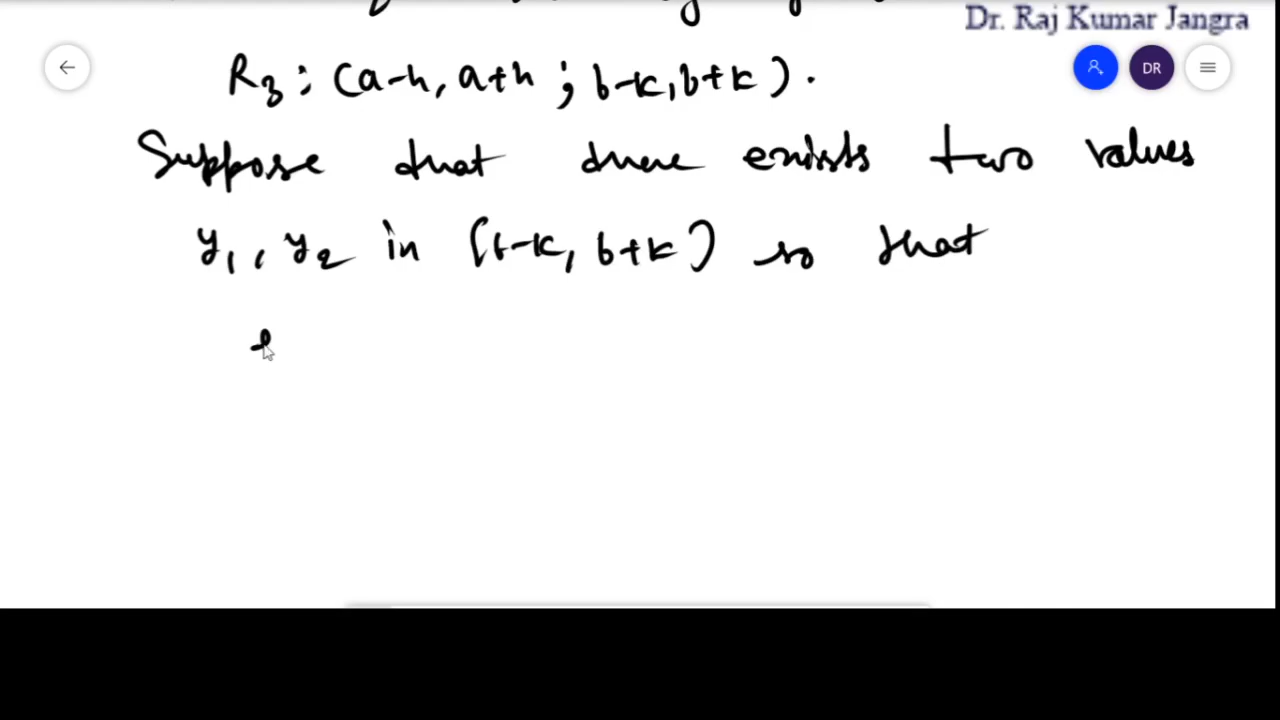 Dr. Raj Kumar Jangra
DR
R3 : (a-h, a+h ; b-k, b+k) .
Suppose that there exists two values
y1, y2 in [b-k, b+k] so that